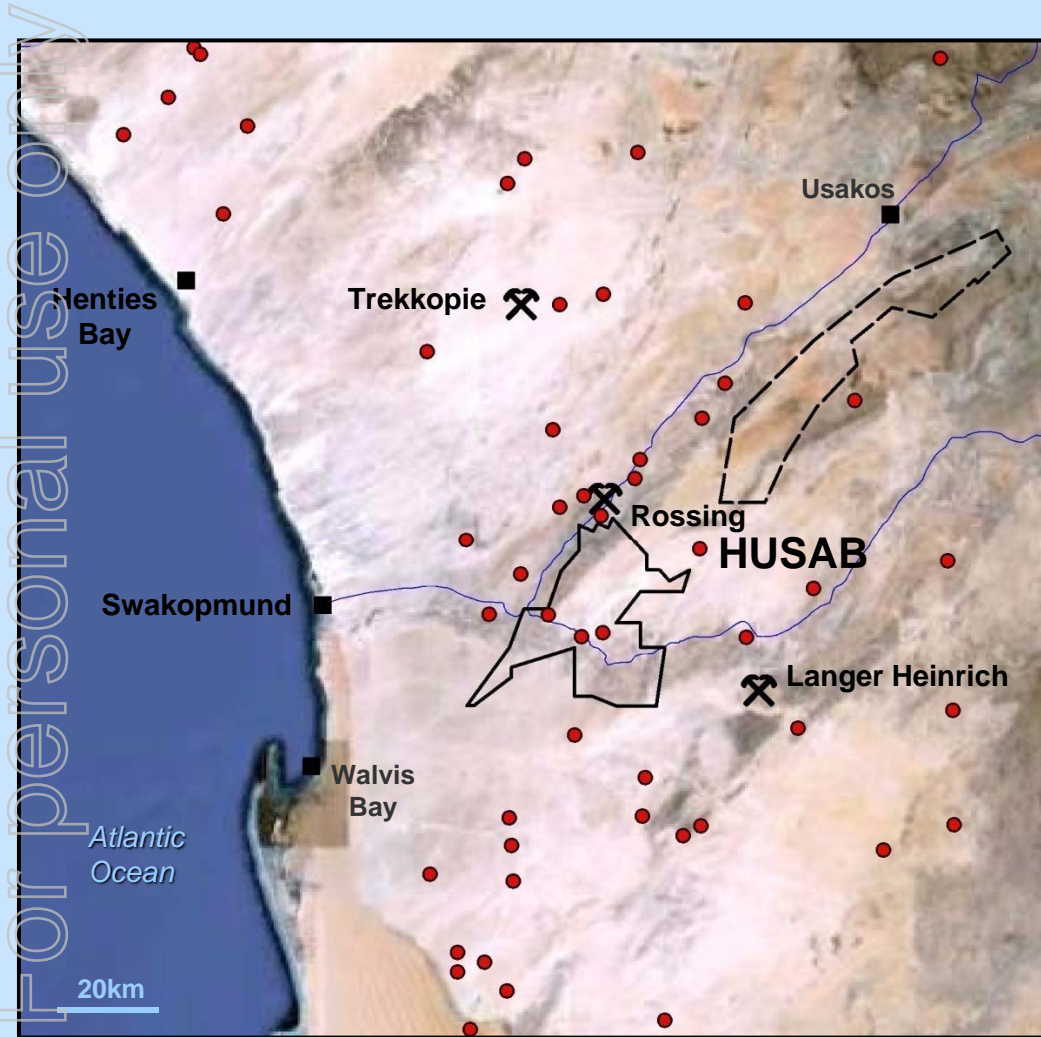 For personal use only
Usakos
Henties
Bay
Trekkopie
Rossing
HUSAB
Swakopmund
Langer Heinrich
Walvis
Bay
Atlantic
Ocean
20km